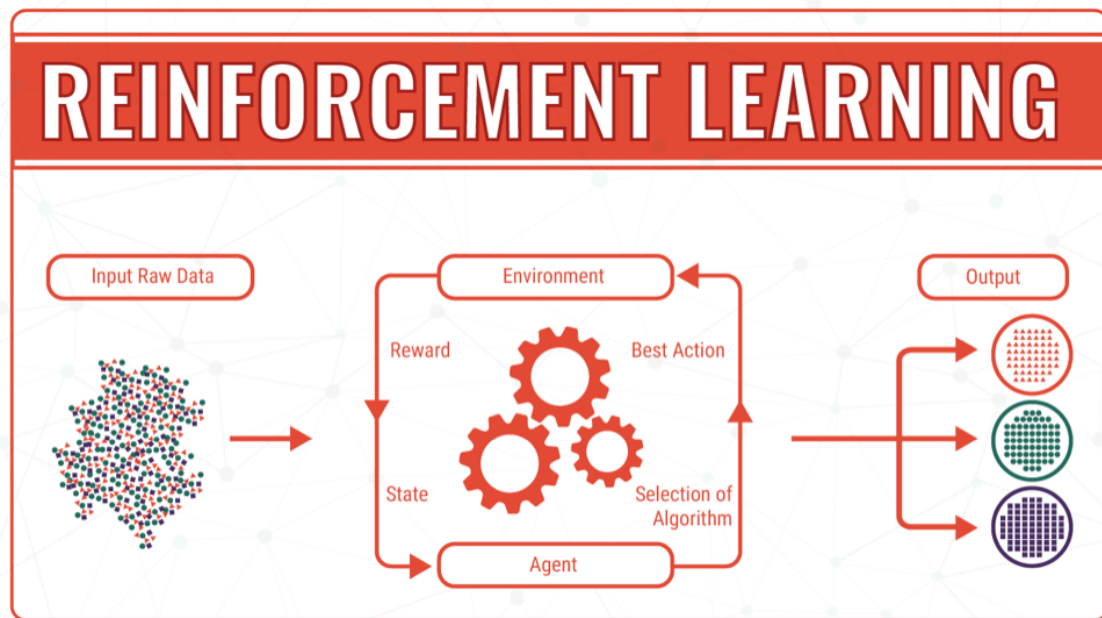 REINFORCEMENT LEARNING
Input Raw Data
Environment
Output
Reward
Best Action
State
Selection of
Algorithm
Agent